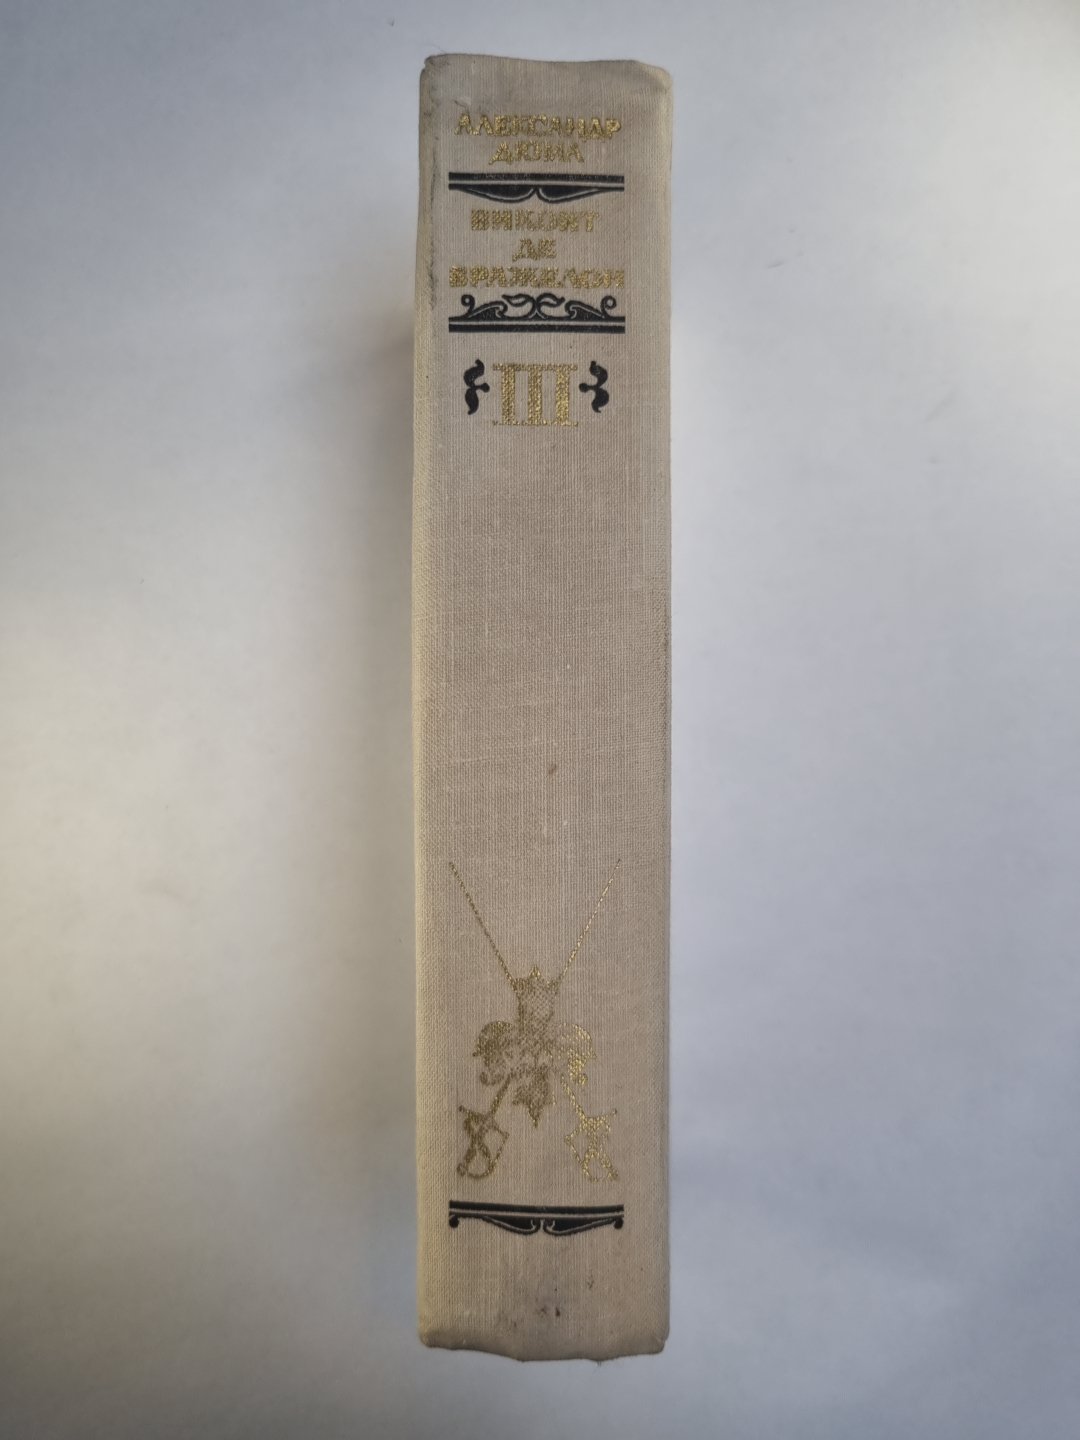 АЛЕКСАНДР
ДЮМА
ВИКОНТ
ДЕ
БРАЖЕЛОН
III